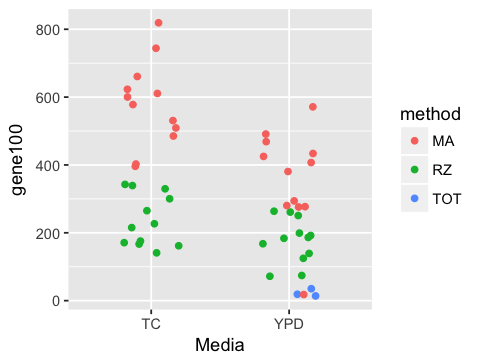 800
600
400
200
0
gene100
TC
YPD
Media
method
MA
RZ
TOT